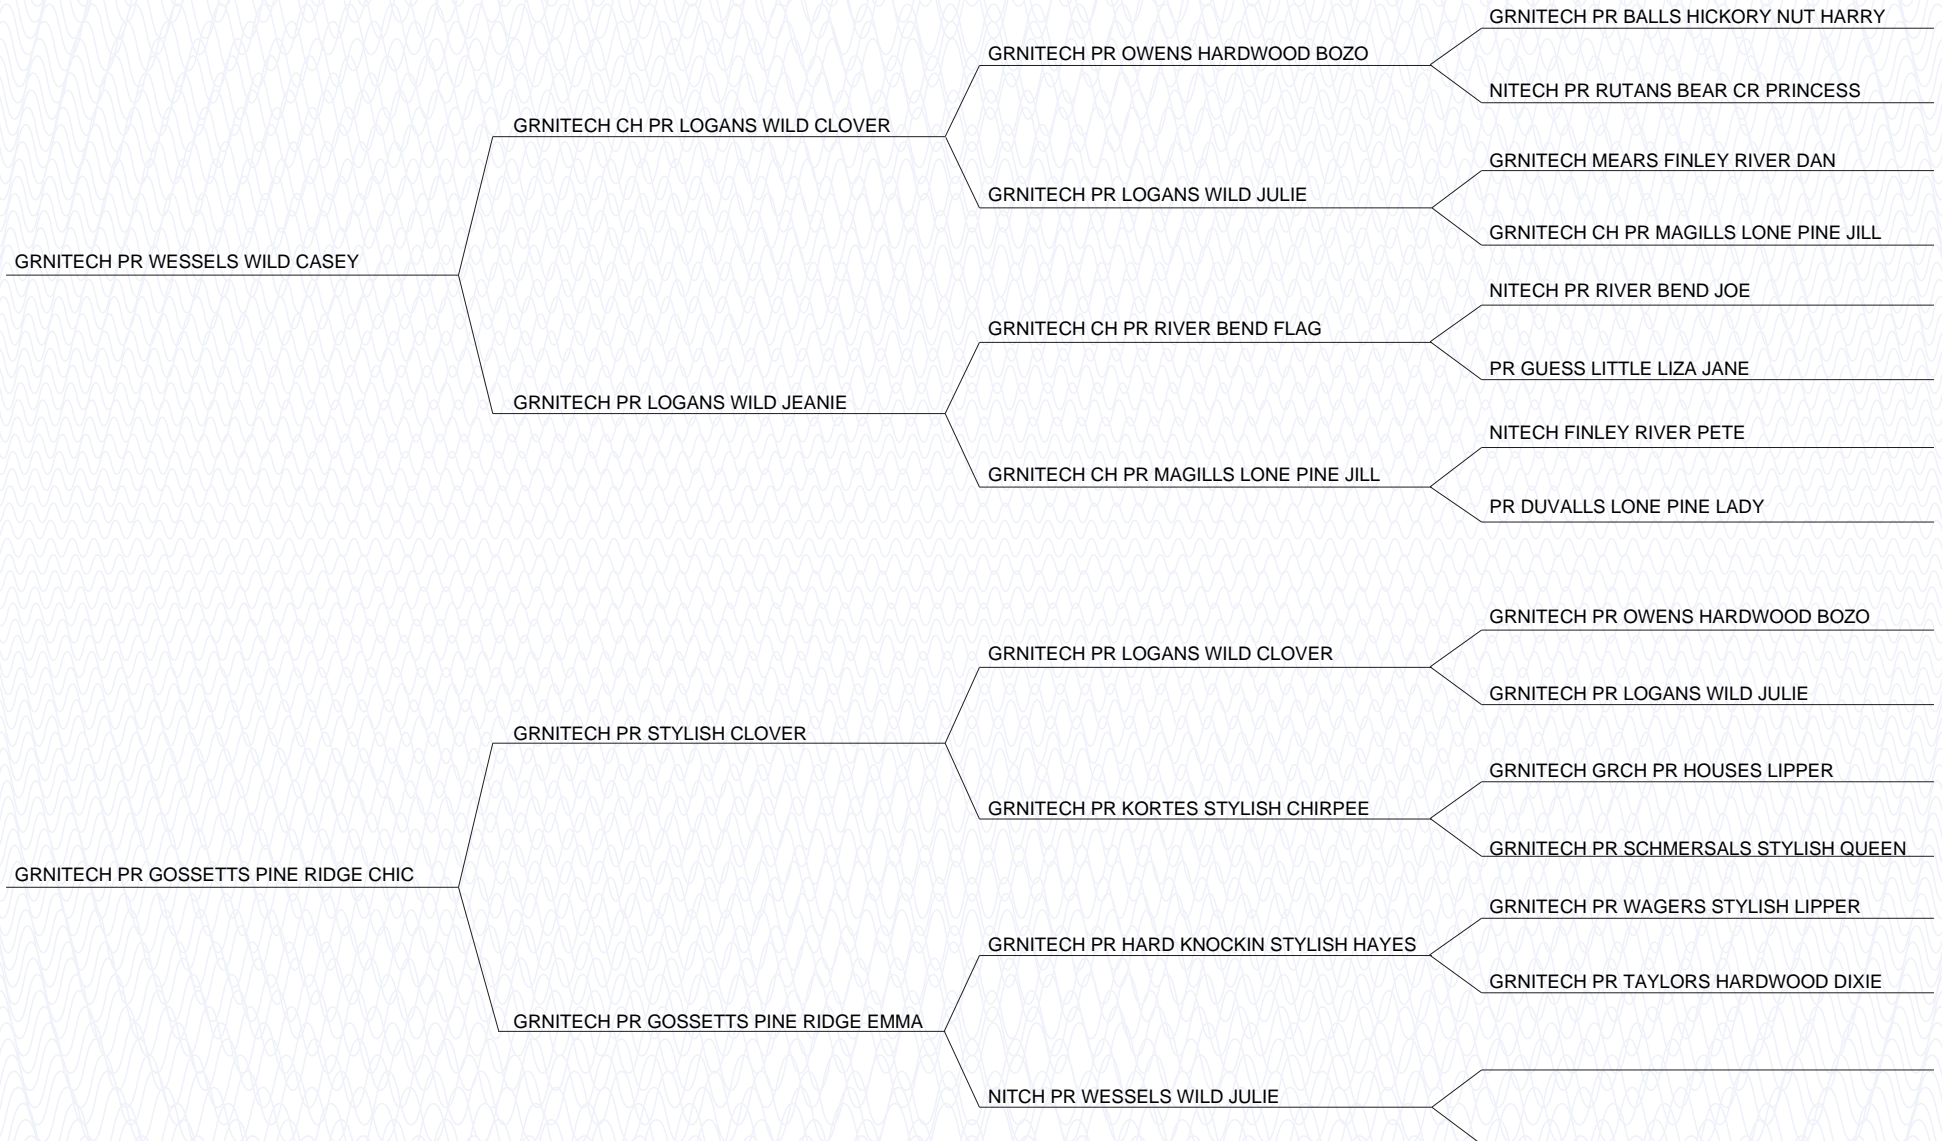 GRNITECH PR BALLS HICKORY NUT HARRY
GRNITECH PR OWENS HARDWOOD BOZO
NITECH PR RUTANS BEAR CR PRINCESS
GRNITECH CH PR LOGANS WILD CLOVER
GRNITECH MEARS FINLEY RIVER DAN
GRNITECH PR LOGANS WILD JULIE
GRNITECH CH PR MAGILLS LONE PINE JILL
GRNITECH PR WESSELS WILD CASEY
NITECH PR RIVER BEND JOE
GRNITECH CH PR RIVER BEND FLAG
PR GUESS LITTLE LIZA JANE
GRNITECH PR LOGANS WILD JEANIE
NITECH FINLEY RIVER PETE
GRNITECH CH PR MAGILLS LONE PINE JILL
PR DUVALLS LONE PINE LADY
GRNITECH PR OWENS HARDWOOD BOZO
GRNITECH PR LOGANS WILD CLOVER
GRNITECH PR LOGANS WILD JULIE
GRNITECH PR STYLISH CLOVER
GRNITECH GRCH PR HOUSES LIPPER
GRNITECH PR KORTES STYLISH CHIRPEE
GRNITECH PR SCHMERSALS STYLISH QUEEN
GRNITECH PR GOSSETTS PINE RIDGE CHIC
GRNITECH PR WAGERS STYLISH LIPPER
GRNITECH PR HARD KNOCKIN STYLISH HAYES
GRNITECH PR TAYLORS HARDWOOD DIXIE
GRNITECH PR GOSSETTS PINE RIDGE EMMA
NITCH PR WESSELS WILD JULIE